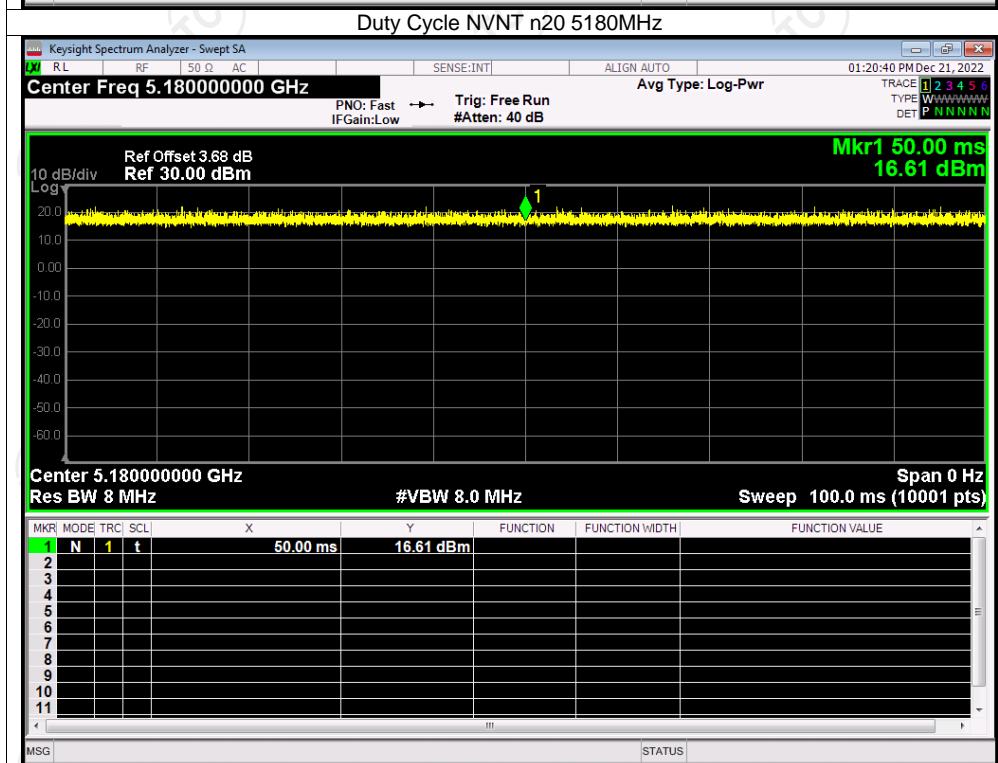 Duty Cycle NVNT n20 5180MHz
Keysight Spectrum Analyzer - Swept SA
LXI RL RF 50 Ω AC SENSE:INT ALIGN AUTO 01:20:40 PM Dec 21, 2022
Center Freq 5.180000000 GHz Avg Type: Log-Pwr TRACE 1 2 3 4 5 6
PNO: Fast Trig: Free Run TYPE WWWWWW
IFGain:Low #Atten: 40 dB DET P N N N N N
Mkr1 50.00 ms
Ref Offset 3.68 dB
10 dB/div Ref 30.00 dBm 16.61 dBm
Log
1
20.0
10.0
0.00
-10.0
-20.0
-30.0
-40.0
-50.0
-60.0
Center 5.180000000 GHz Span 0 Hz
Res BW 8 MHz #VBW 8.0 MHz Sweep 100.0 ms (10001 pts)
MKR MODE TRC SCL X Y FUNCTION FUNCTION WIDTH FUNCTION VALUE
1 N 1 t 50.00 ms 16.61 dBm
2
3
4
5
6
7
8
9
10
11
MSG STATUS